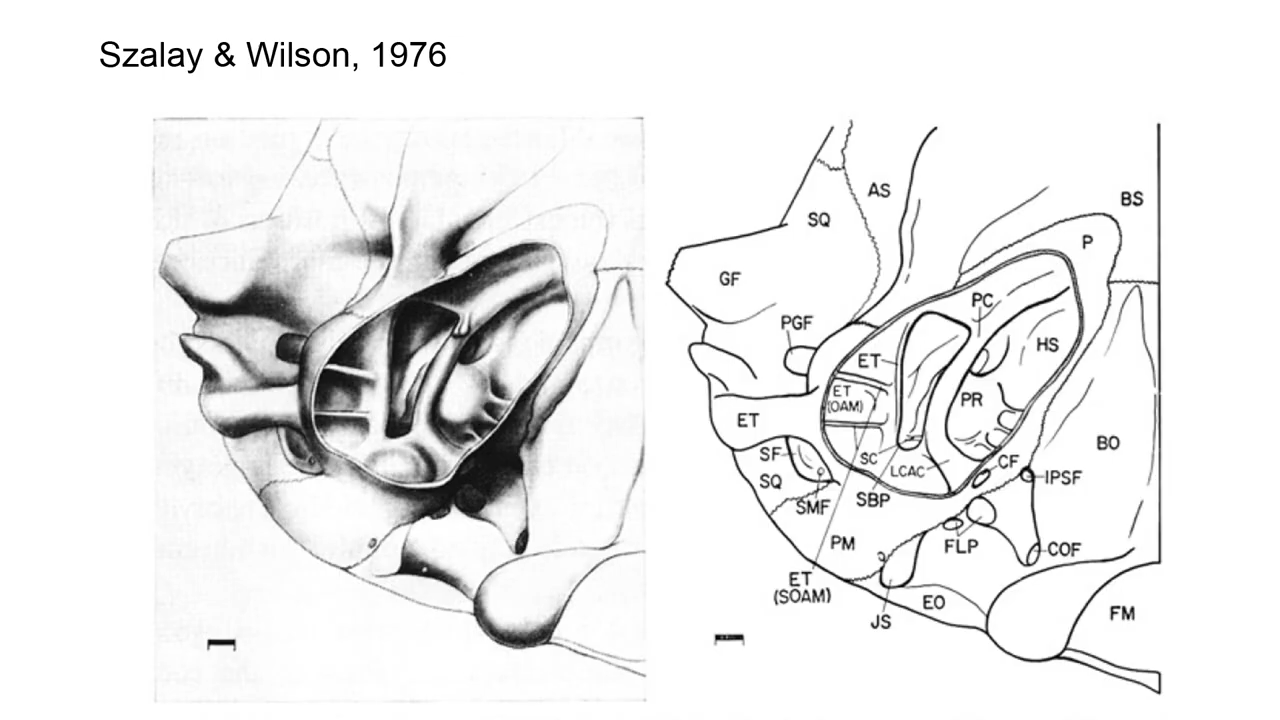 Szalay & Wilson, 1976
AS
SQ
BS
P
GF
PC
PGF
HS
ET
ET
(OAM)
PR
ET
BO
SF
SC
LCAC
CF
SQ
IPSF
SMF
SBP
PM
FLP
COF
ET
(SOAM)
EO
FM
JS